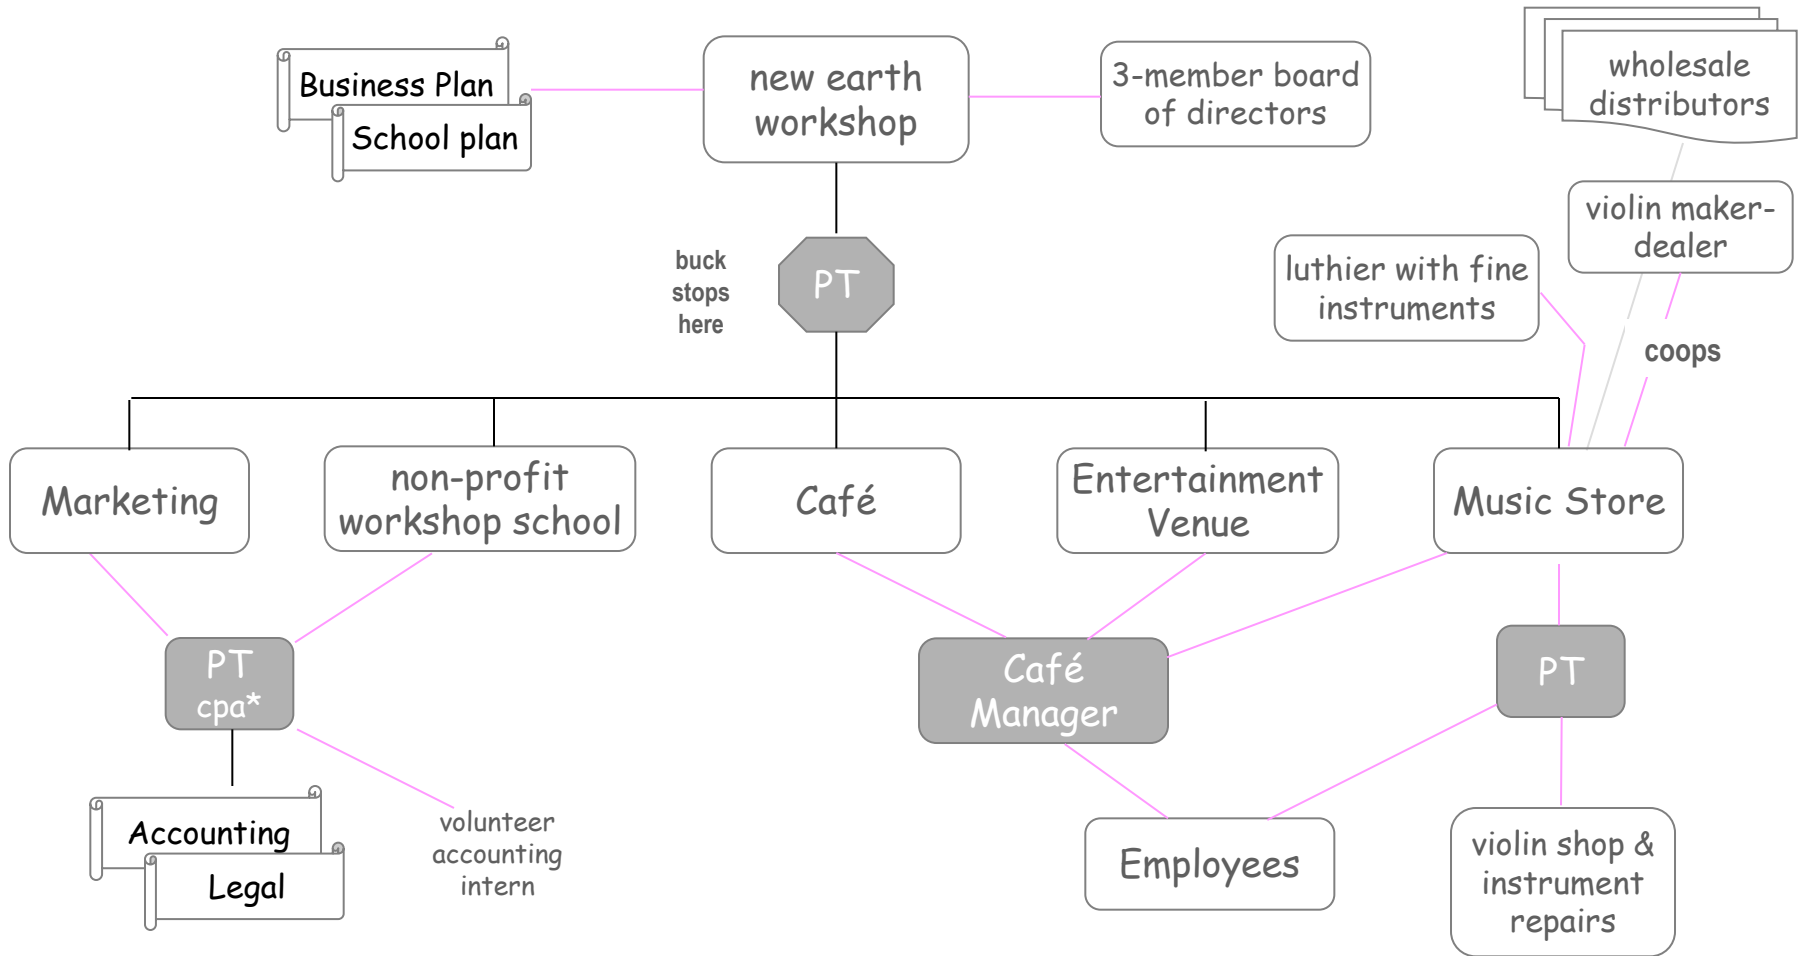 Business Plan
School plan
new earth
workshop
3-member board
of directors
wholesale
distributors
violin maker-
dealer
luthier with fine
instruments
buck
stops
here
PT
coops
Marketing
non-profit
workshop school
Café
Entertainment
Venue
Music Store
PT
cpa*
Café
Manager
PT
Accounting
Legal
volunteer
accounting
intern
Employees
violin shop &
instrument
repairs